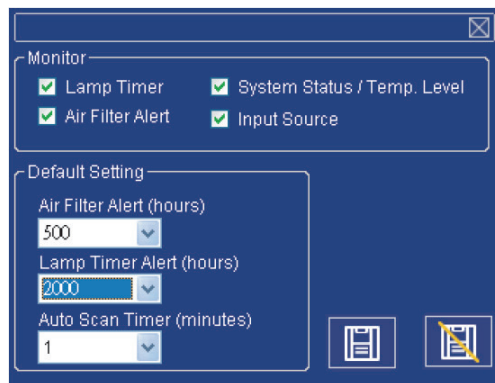 Monitor
Lamp Timer
System Status / Temp. Level
Air Filter Alert
Input Source
Default Setting
Air Filter Alert (hours)
500
Lamp Timer Alert (hours)
2000
Auto Scan Timer (minutes)
1